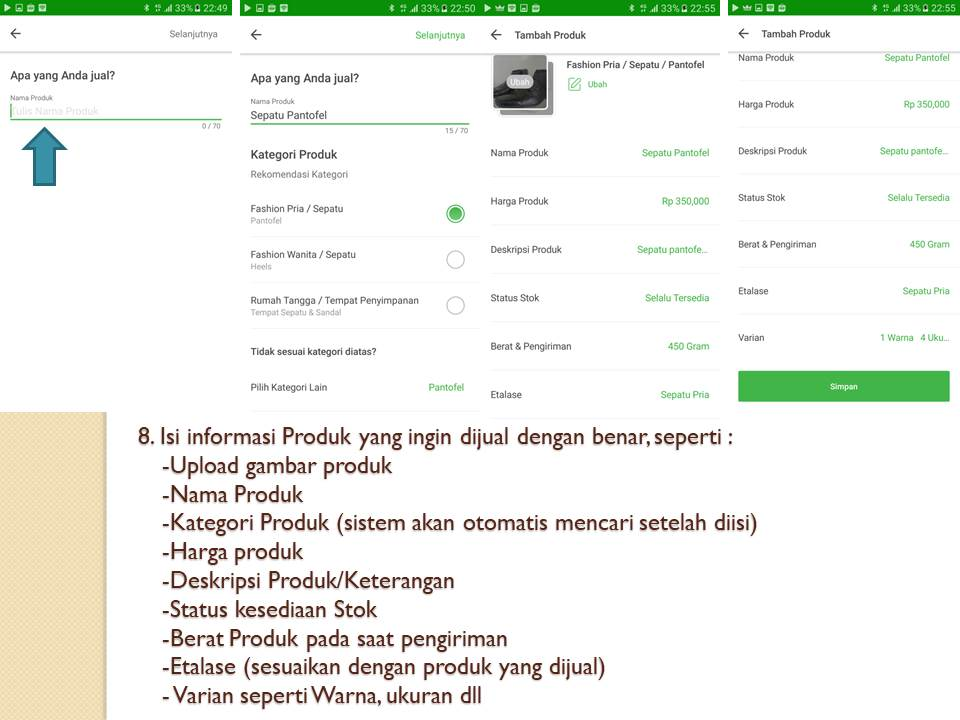 33% 22:49
Selanjutnya
Apa yang Anda jual?
Nama Produk
Tulis Nama Produk
0 / 70
33% 22:50
Selanjutnya
Apa yang Anda jual?
Nama Produk
Sepatu Pantofel
15 / 70
Kategori Produk
Rekomendasi Kategori
Fashion Pria / Sepatu
Pantofel
Fashion Wanita / Sepatu
Heels
Rumah Tangga / Tempat Penyimpanan
Tempat Sepatu & Sandal
Tidak sesuai kategori diatas?
Pilih Kategori Lain Pantofel
33% 22:55
Tambah Produk
Ubah
Fashion Pria / Sepatu / Pantofel
Ubah
Nama Produk Sepatu Pantofel
Harga Produk Rp 350,000
Deskripsi Produk Sepatu pantofe...
Status Stok Selalu Tersedia
Berat & Pengiriman 450 Gram
Etalase Sepatu Pria
33% 22:55
Tambah Produk
Nama Produk Sepatu Pantofel
Harga Produk Rp 350,000
Deskripsi Produk Sepatu pantofe...
Status Stok Selalu Tersedia
Berat & Pengiriman 450 Gram
Etalase Sepatu Pria
Varian 1 Warna 4 Uku...
Simpan
8. Isi informasi Produk yang ingin dijual dengan benar, seperti :
-Upload gambar produk
-Nama Produk
-Kategori Produk (sistem akan otomatis mencari setelah diisi)
-Harga produk
-Deskripsi Produk/Keterangan
-Status kesediaan Stok
-Berat Produk pada saat pengiriman
-Etalase (sesuaikan dengan produk yang dijual)
- Varian seperti Warna, ukuran dll